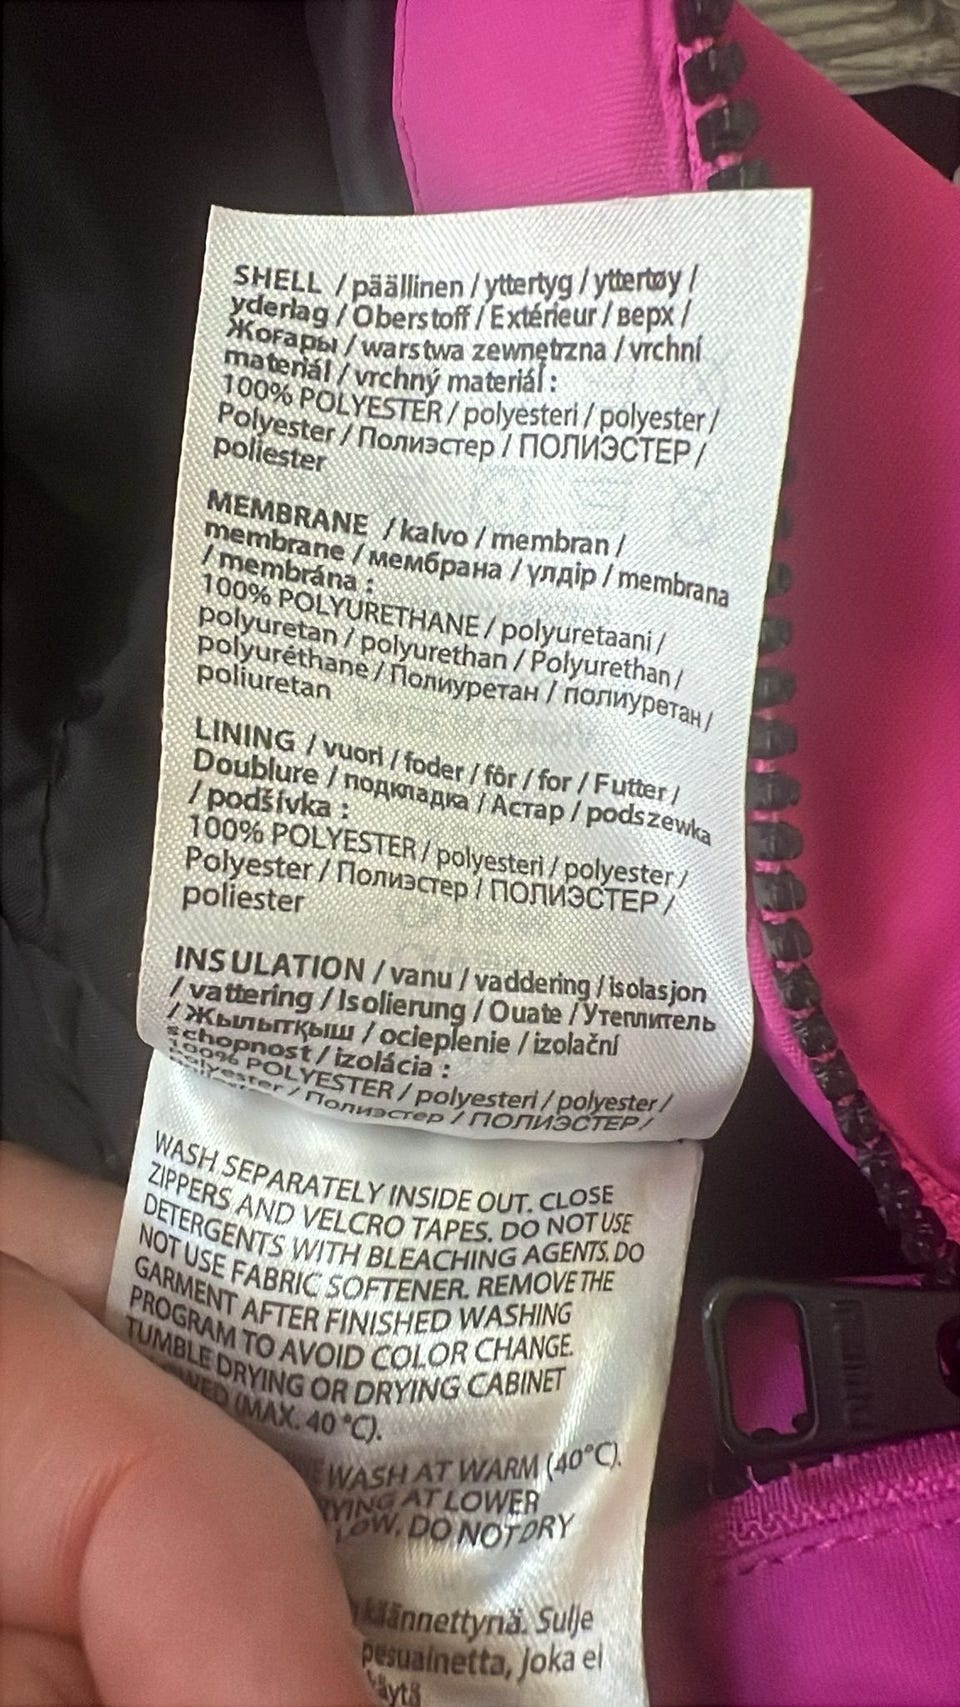 SHELL / päällinen / yttertyg / yttertøy /
yderlag / Oberstoff / Extérieur / верх /
Жоғары / warstwa zewnętrzna / vrchní
materiál / vrchný materiál :
100% POLYESTER / polyesteri / polyester /
Polyester / Полиэстер / ПОЛИЭСТЕР /
poliester
MEMBRANE / kalvo / membran /
membrane / мембрана / үлдір / membrana
/ membrána :
100% POLYURETHANE / polyuretaani /
polyuretan / polyurethan / Polyurethan /
polyuréthane / Полиуретан / полиуретан /
poliuretan
LINING / vuori / foder / fôr / for / Futter /
Doublure / подкладка / Астар / podszewka
/ podšívka :
100% POLYESTER / polyesteri / polyester /
Polyester / Полиэстер / ПОЛИЭСТЕР /
poliester
INSULATION / vanu / vaddering / isolasjon
/ vattering / Isolierung / Ouate / Утеплитель
/ Жылытқыш / ocieplenie / izolační
schopnost / izolácia :
100% POLYESTER / polyesteri / polyester /
Polyester / Полиэстер / ПОЛИЭСТЕР /
WASH SEPARATELY INSIDE OUT. CLOSE
ZIPPERS AND VELCRO TAPES. DO NOT USE
DETERGENTS WITH BLEACHING AGENTS. DO
NOT USE FABRIC SOFTENER. REMOVE THE
GARMENT AFTER FINISHED WASHING
PROGRAM TO AVOID COLOR CHANGE.
TUMBLE DRYING OR DRYING CABINET
(MAX. 40 °C).
WASH AT WARM (40°C).
AT LOWER
LOW. DO NOT DRY
käännettynä. Sulje
pesuainetta, joka ei